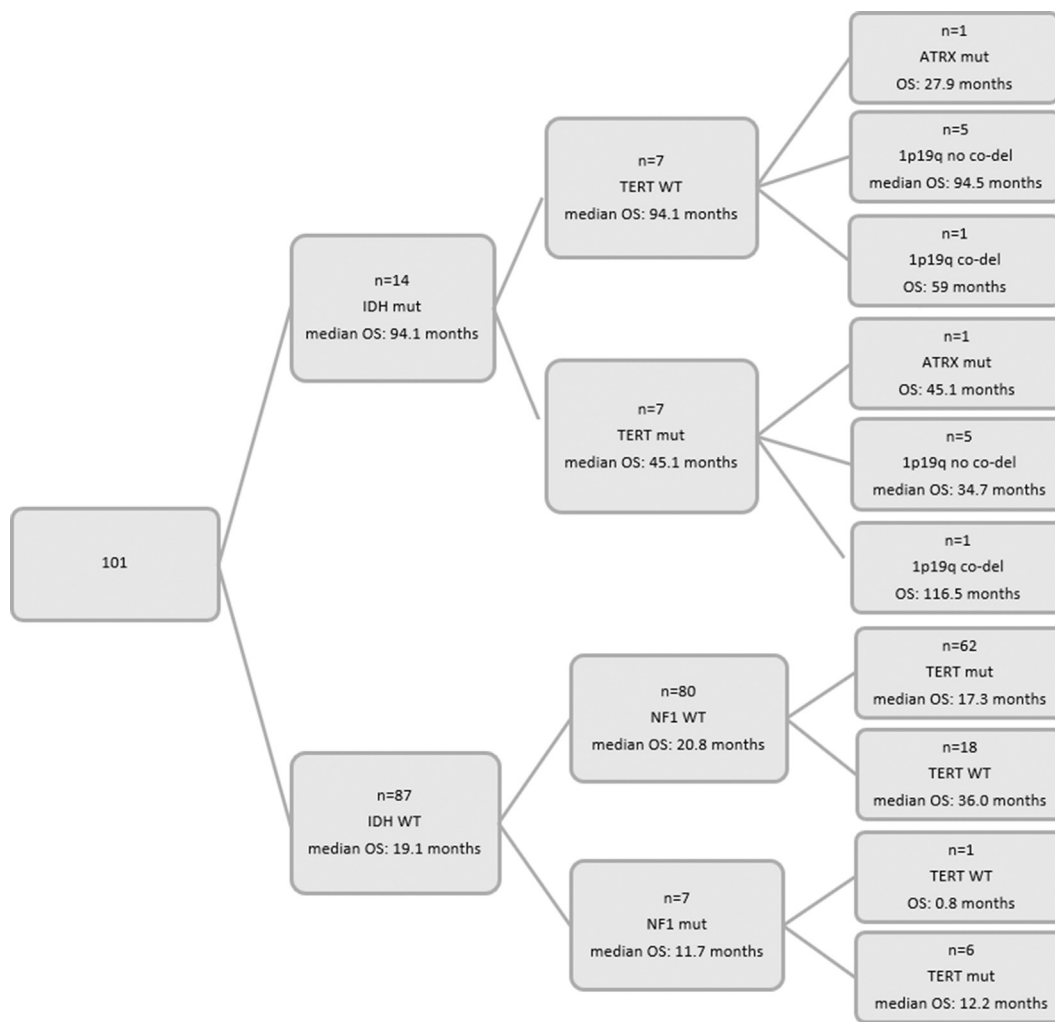 101
n=14
IDH mut
median OS: 94.1 months
n=87
IDH WT
median OS: 19.1 months
n=7
TERT WT
median OS: 94.1 months
n=7
TERT mut
median OS: 45.1 months
n=80
NF1 WT
median OS: 20.8 months
n=7
NF1 mut
median OS: 11.7 months
n=1
ATRX mut
OS: 27.9 months
n=5
1p19q no co-del
median OS: 94.5 months
n=1
1p19q co-del
OS: 59 months
n=1
ATRX mut
OS: 45.1 months
n=5
1p19q no co-del
median OS: 34.7 months
n=1
1p19q co-del
OS: 116.5 months
n=62
TERT mut
median OS: 17.3 months
n=18
TERT WT
median OS: 36.0 months
n=1
TERT WT
OS: 0.8 months
n=6
TERT mut
median OS: 12.2 months